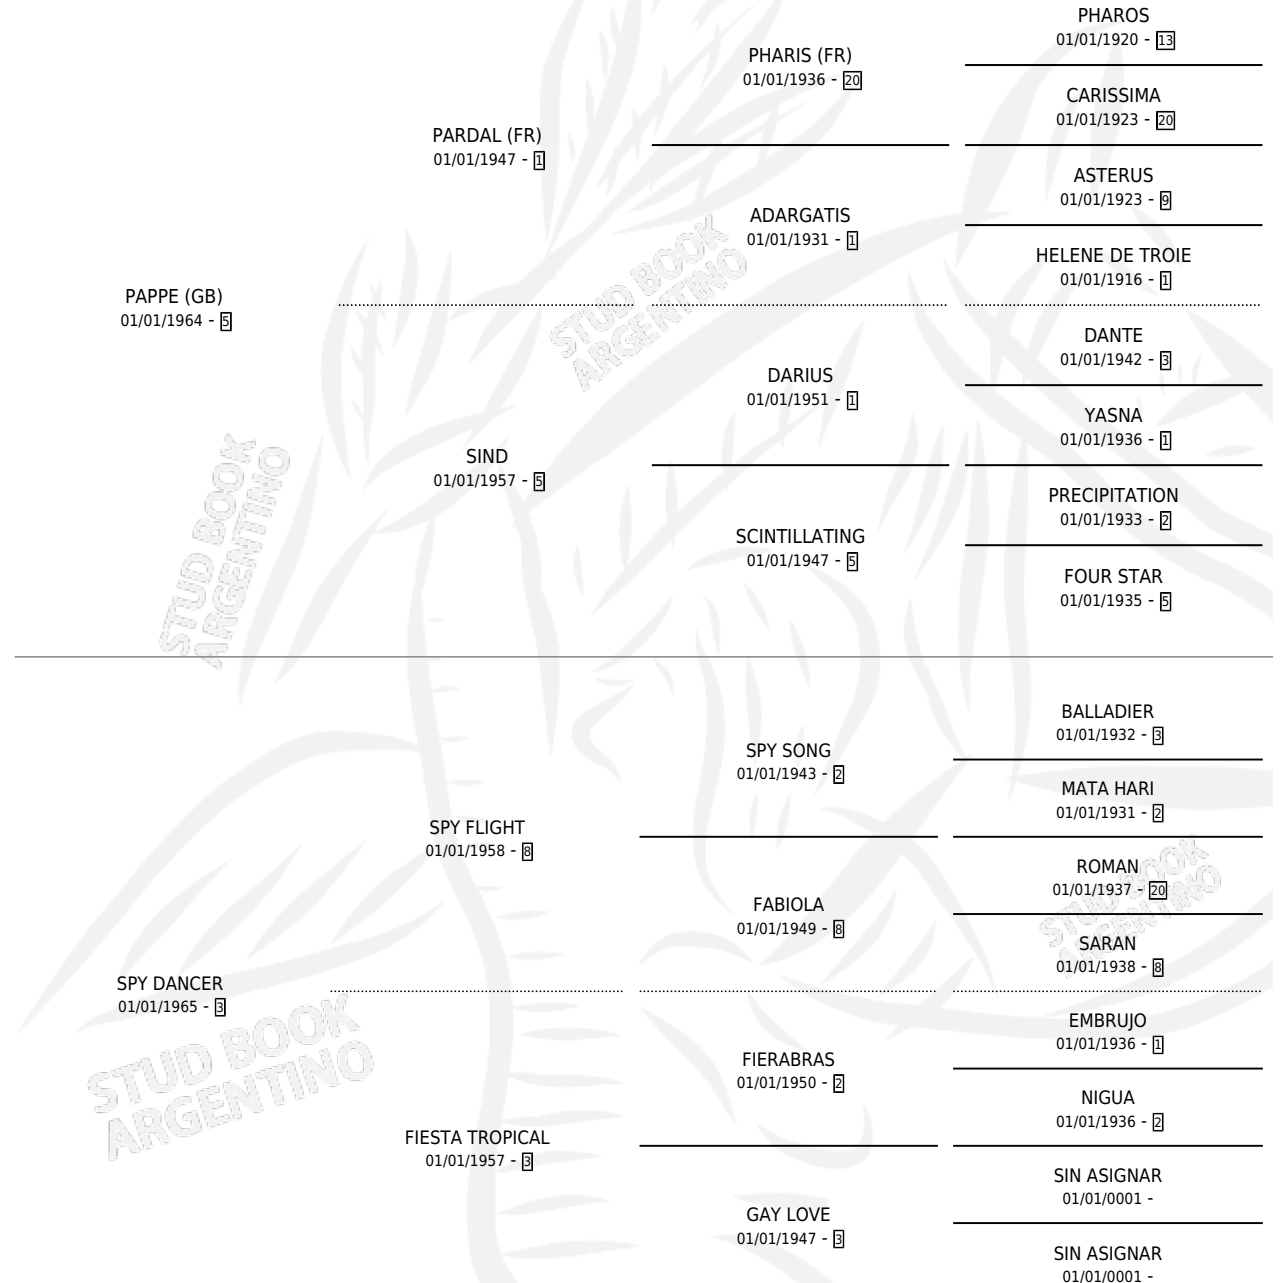 PHAROS
01/01/1920 - 13
PHARIS (FR)
01/01/1936 - 20
CARISSIMA
01/01/1923 - 20
PARDAL (FR)
01/01/1947 - 1
ASTERUS
01/01/1923 - 9
ADARGATIS
01/01/1931 - 1
HELENE DE TROIE
01/01/1916 - 1
PAPPE (GB)
01/01/1964 - 5
DANTE
01/01/1942 - 3
DARIUS
01/01/1951 - 1
YASNA
01/01/1936 - 1
SIND
01/01/1957 - 5
PRECIPITATION
01/01/1933 - 2
SCINTILLATING
01/01/1947 - 5
FOUR STAR
01/01/1935 - 5
BALLADIER
01/01/1932 - 3
SPY SONG
01/01/1943 - 2
MATA HARI
01/01/1931 - 2
SPY FLIGHT
01/01/1958 - 8
ROMAN
01/01/1937 - 20
FABIOLA
01/01/1949 - 8
SARAN
01/01/1938 - 8
SPY DANCER
01/01/1965 - 3
EMBRUJO
01/01/1936 - 1
FIERABRAS
01/01/1950 - 2
NIGUA
01/01/1936 - 2
FIESTA TROPICAL
01/01/1957 - 3
SIN ASIGNAR
01/01/0001 -
GAY LOVE
01/01/1947 - 3
SIN ASIGNAR
01/01/0001 -
STUD BOOK
ARGENTINO
STUD BOOK
ARGENTINO
STUD BOOK
ARGENTINO
STUD BOOK
ARGENTINO